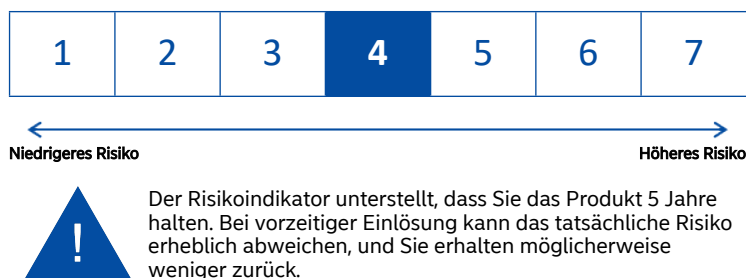 1 2 3 4 5 6 7
Niedrigeres Risiko Höheres Risiko
! Der Risikoindikator unterstellt, dass Sie das Produkt 5 Jahre
halten. Bei vorzeitiger Einlösung kann das tatsächliche Risiko
erheblich abweichen, und Sie erhalten möglicherweise
weniger zurück.